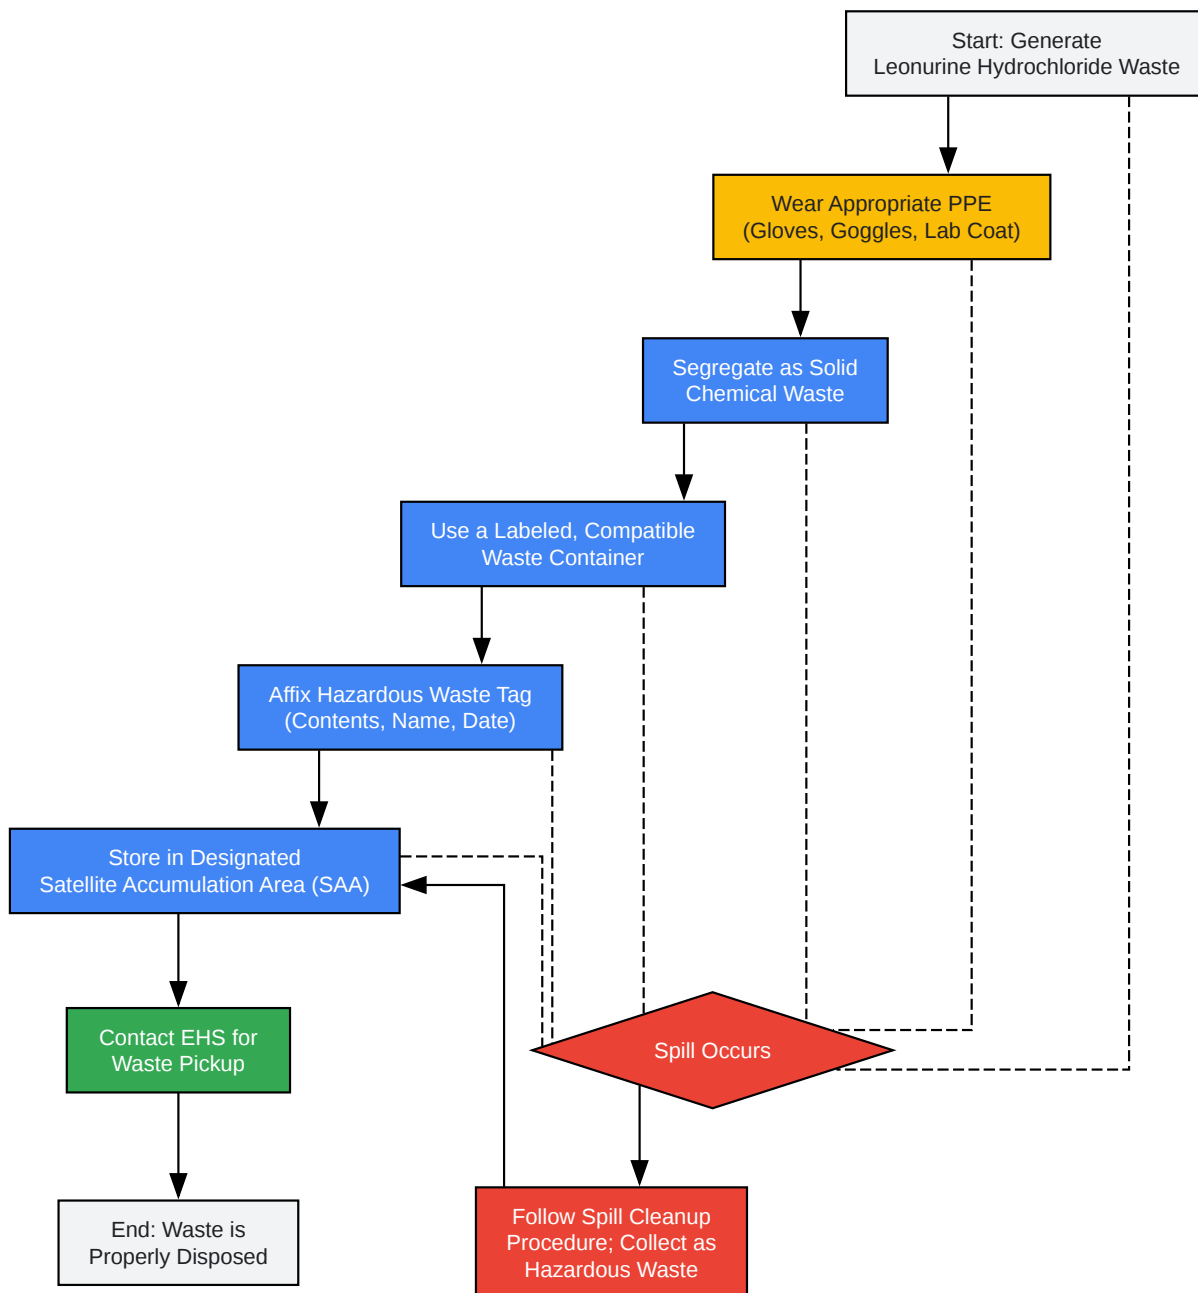 Start: Generate
Leonurine Hydrochloride Waste
Wear Appropriate PPE
(Gloves, Goggles, Lab Coat)
Segregate as Solid
Chemical Waste
Use a Labeled, Compatible
Waste Container
Affix Hazardous Waste Tag
(Contents, Name, Date)
Store in Designated
Satellite Accumulation Area (SAA)
Contact EHS for
Waste Pickup
Spill Occurs
End: Waste is
Properly Disposed
Follow Spill Cleanup
Procedure; Collect as
Hazardous Waste